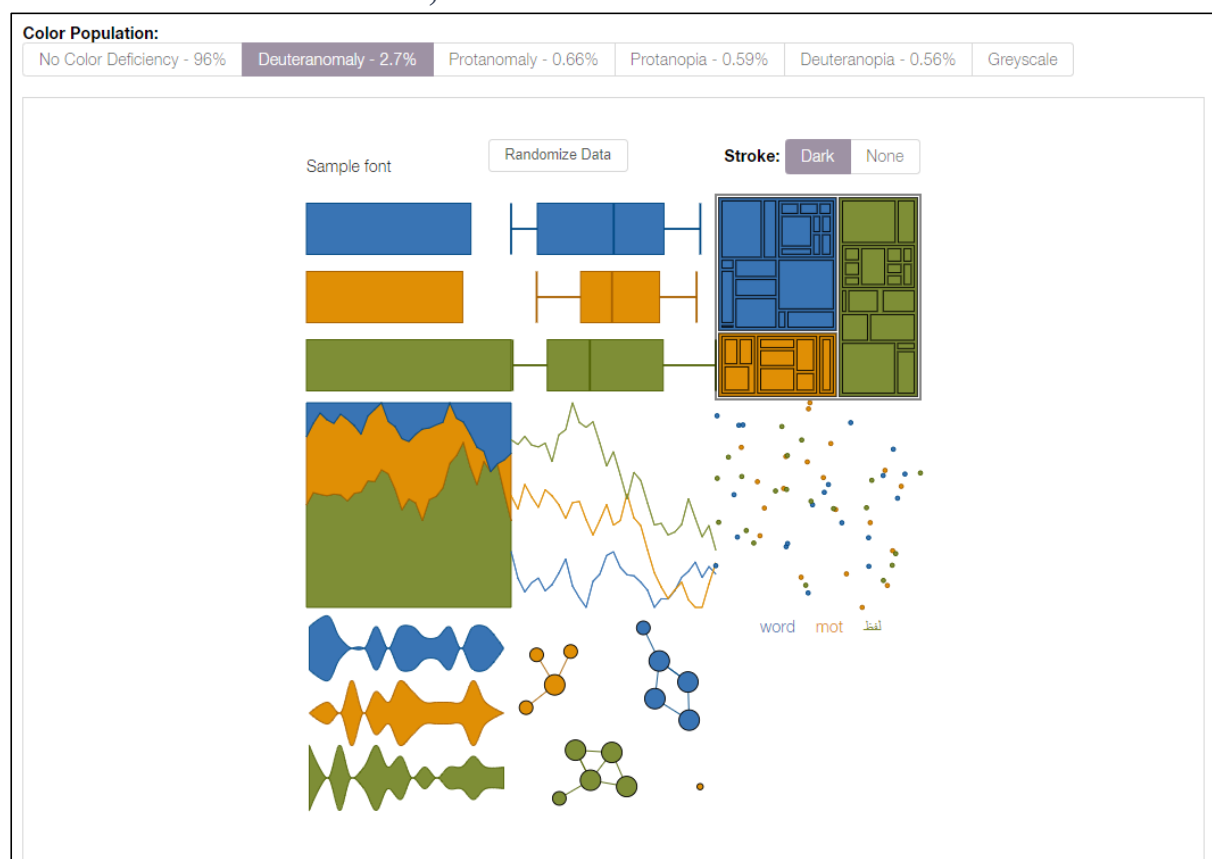 Color Population:
No Color Deficiency - 96% Deuteranomaly - 2.7% Protanomaly - 0.66% Protanopia - 0.59% Deuteranopia - 0.56% Greyscale
Sample font Randomize Data Stroke: Dark None
word mot لفظ